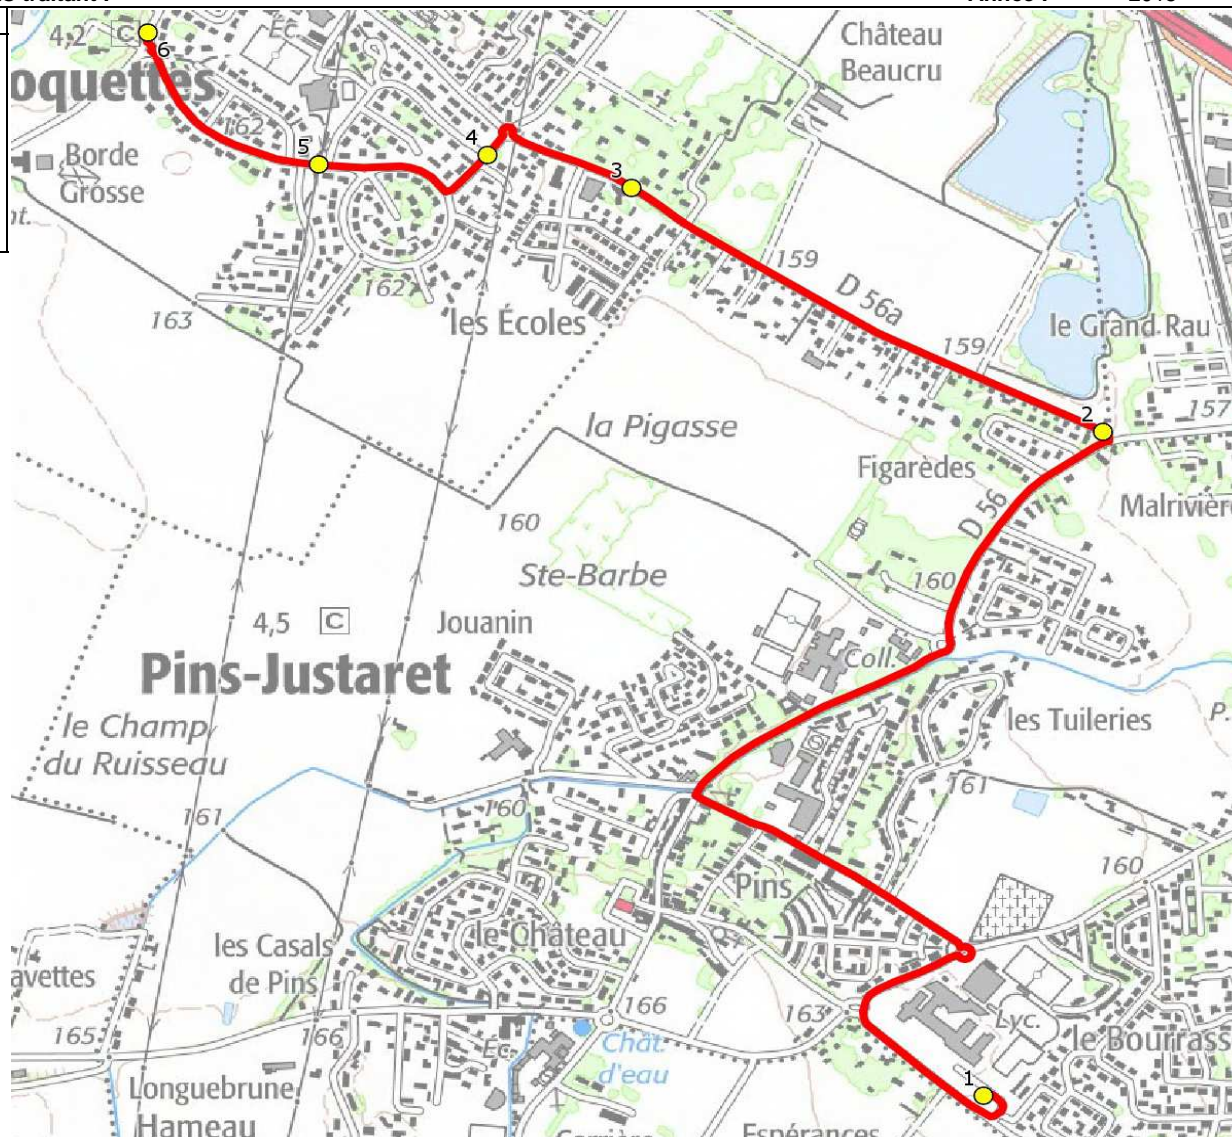 Château
Beaucru
4,2 C
Éc.
6
oquettes
162
5
4
3
Borde
Grosse
nt.
159
D 56a
162
163
les Écoles
le Grand Rau
159
157
2
la Pigasse
Figarèdes
Malrivière
D 56
160
Ste-Barbe
160
4,5 C
Jouanin
Coll.
Pins-Justaret
le Champ
du Ruisseau
les Tuileries
P
161
160
161
160
Pins
les Casals
de Pins
le Château
avettes
166
163
Lyc.
165
166
le Bourrass
Éc.
Chât.
d'eau
1
Longuebrune
Hameau
Espérances